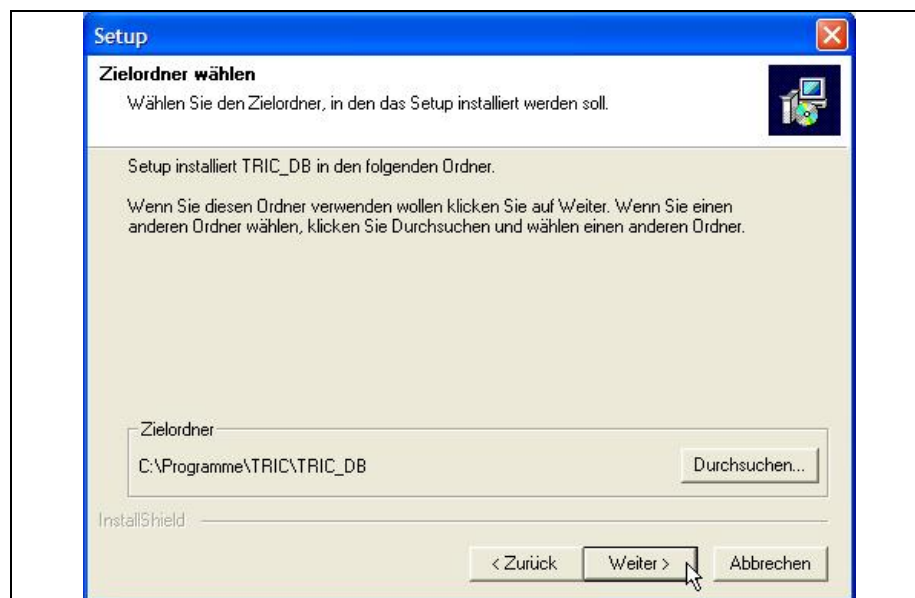 Setup
Zielordner wählen
Wählen Sie den Zielordner, in den das Setup installiert werden soll.
Setup installiert TRIC_DB in den folgenden Ordner.
Wenn Sie diesen Ordner verwenden wollen klicken Sie auf Weiter. Wenn Sie einen
anderen Ordner wählen, klicken Sie Durchsuchen und wählen einen anderen Ordner.
Zielordner
C:\Programme\TRIC\TRIC_DB
Durchsuchen...
InstallShield
< Zurück
Weiter >
Abbrechen